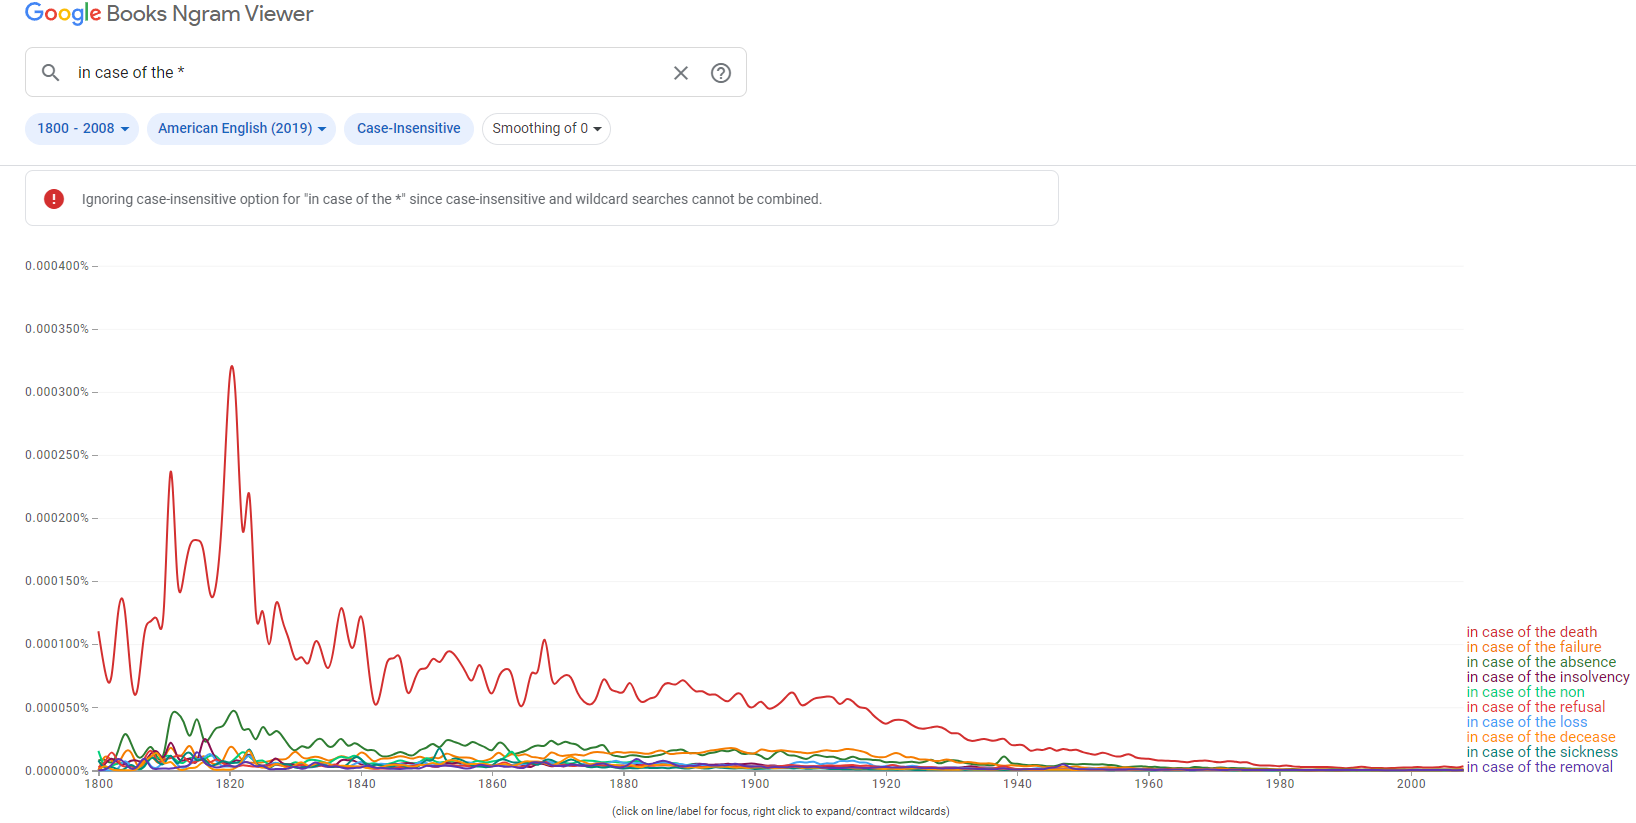 Google Books Ngram Viewer
in case of the *
1800 - 2008 American English (2019) Case-Insensitive Smoothing of 0
! Ignoring case-insensitive option for "in case of the *" since case-insensitive and wildcard searches cannot be combined.
0.000400%
0.000350%
0.000300%
0.000250%
0.000200%
0.000150%
0.000100%
0.000050%
0.000000%
in case of the death
in case of the failure
in case of the absence
in case of the insolvency
in case of the non
in case of the refusal
in case of the loss
in case of the decease
in case of the sickness
in case of the removal
1800 1820 1840 1860 1880 1900 1920 1940 1960 1980 2000
(click on line/label for focus, right click to expand/contract wildcards)